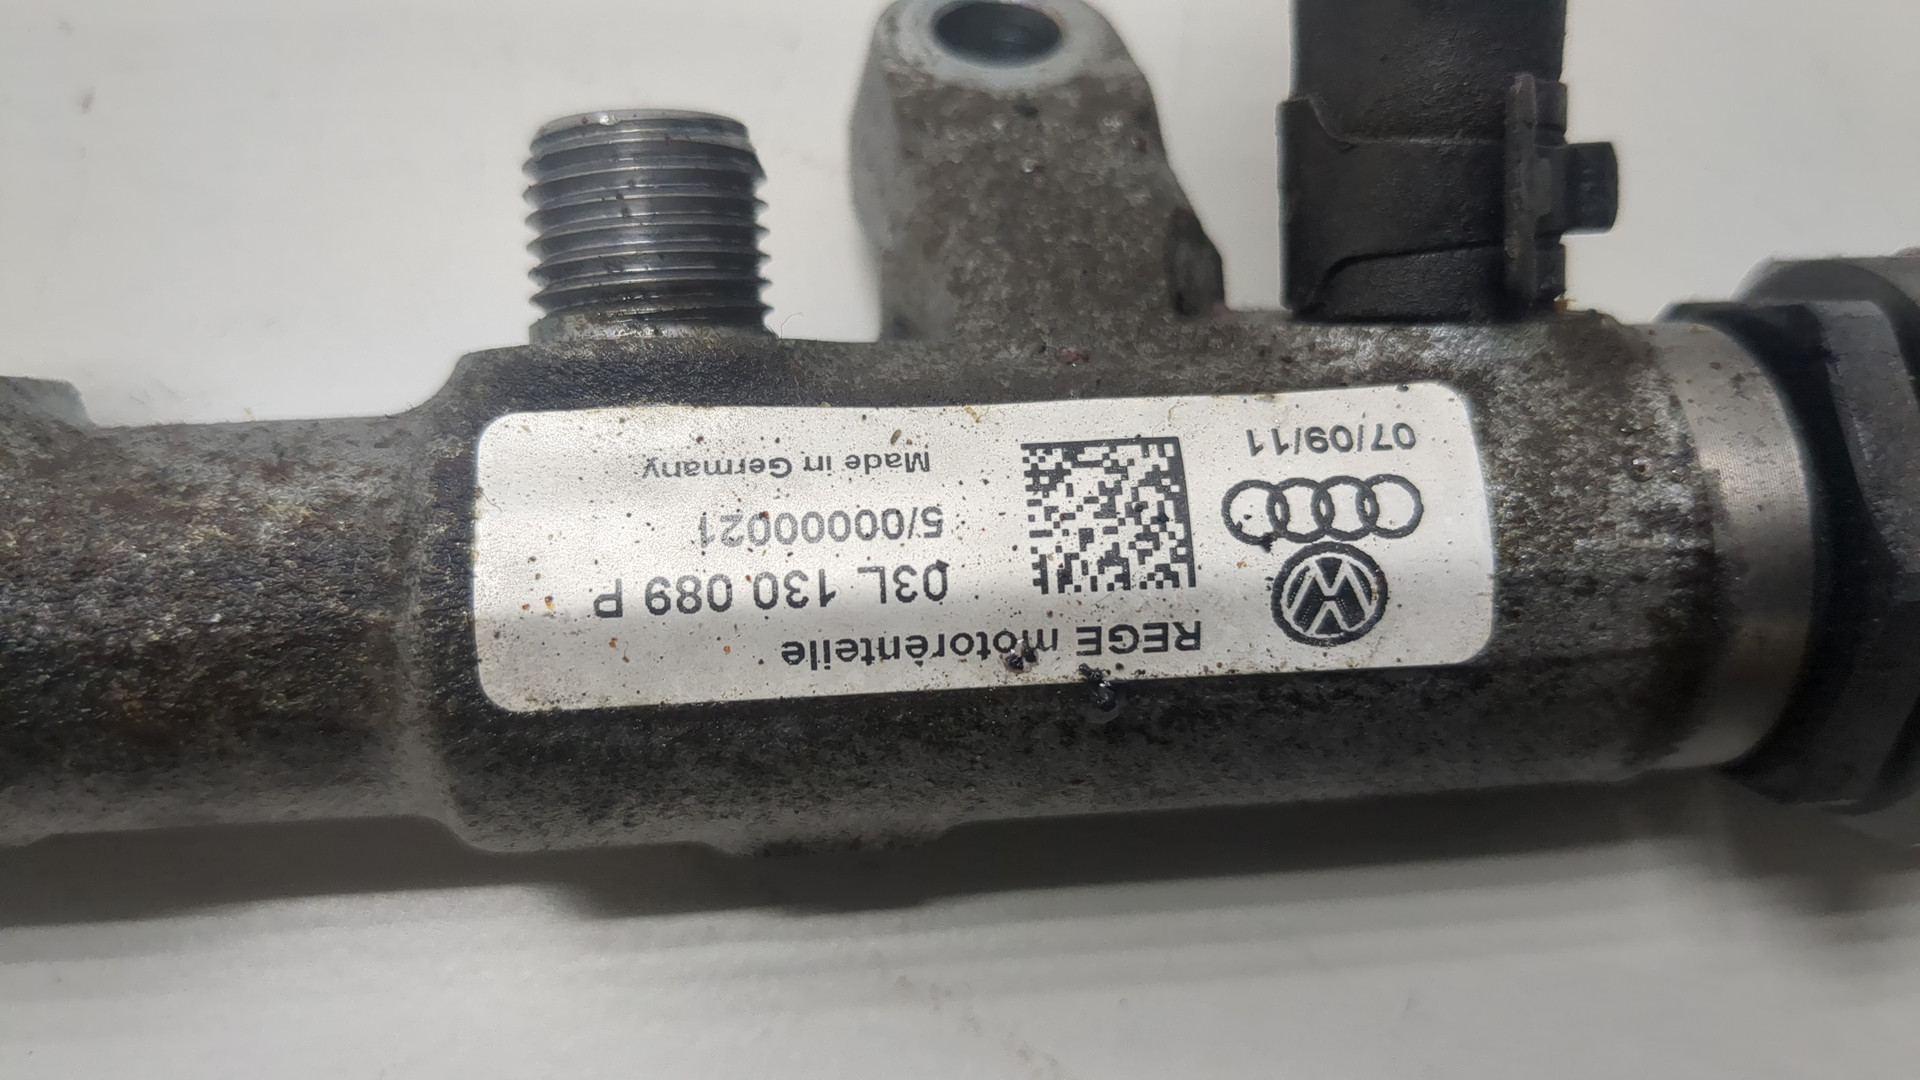 REGE motorenteile
03L 130 089 P
5/00000021
Made in Germany
07/09/11